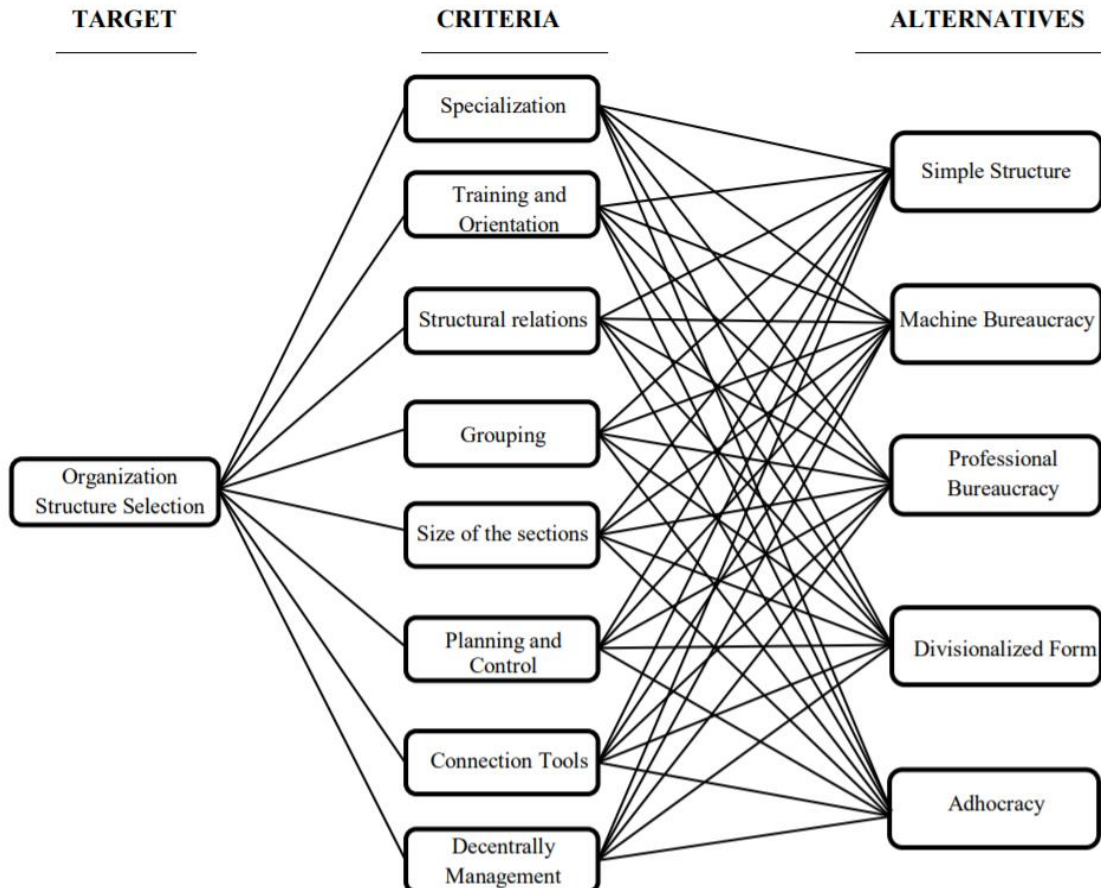 TARGET
CRITERIA
ALTERNATIVES
Specialization
Training and
Orientation
Structural relations
Grouping
Size of the sections
Planning and
Control
Connection Tools
Decentrally
Management
Organization
Structure Selection
Simple Structure
Machine Bureaucracy
Professional
Bureaucracy
Divisionalized Form
Adhocracy